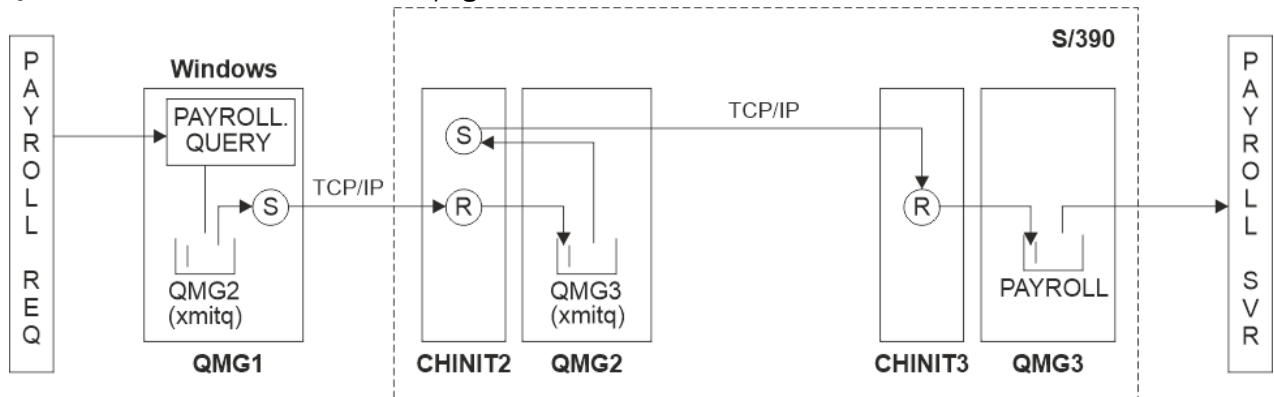 S/390
Windows
PAYROLL REQ
PAYROLL.
QUERY
S
TCP/IP
QMG2
(xmitq)
QMG1
S
R
CHINIT2
QMG3
(xmitq)
QMG2
TCP/IP
R
CHINIT3
PAYROLL
QMG3
PAYROLL SVR